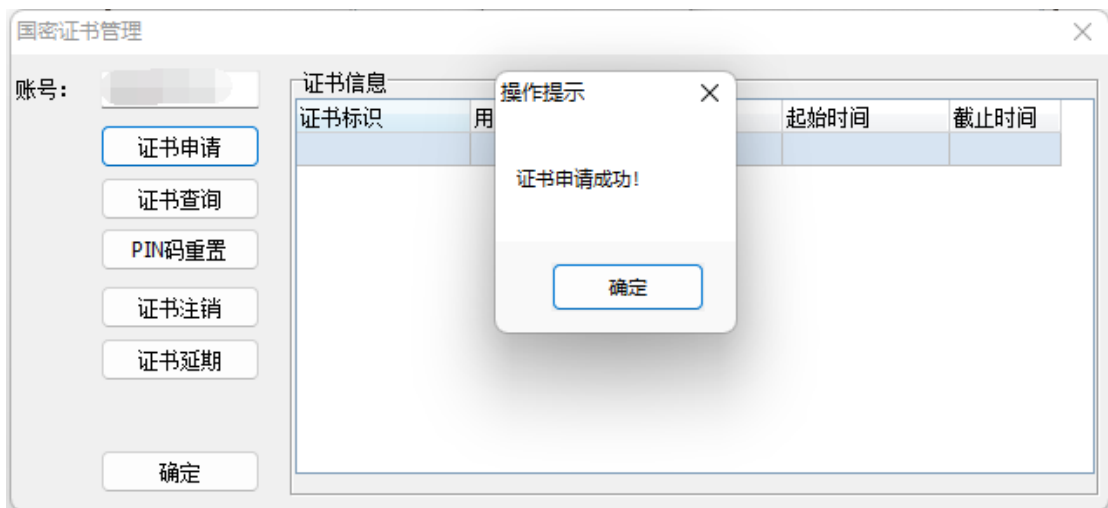 国密证书管理
账号:
证书信息
操作提示
证书标识 用 起始时间 截止时间
证书申请
证书申请成功!
证书查询
PIN码重置
确定
证书注销
证书延期
确定